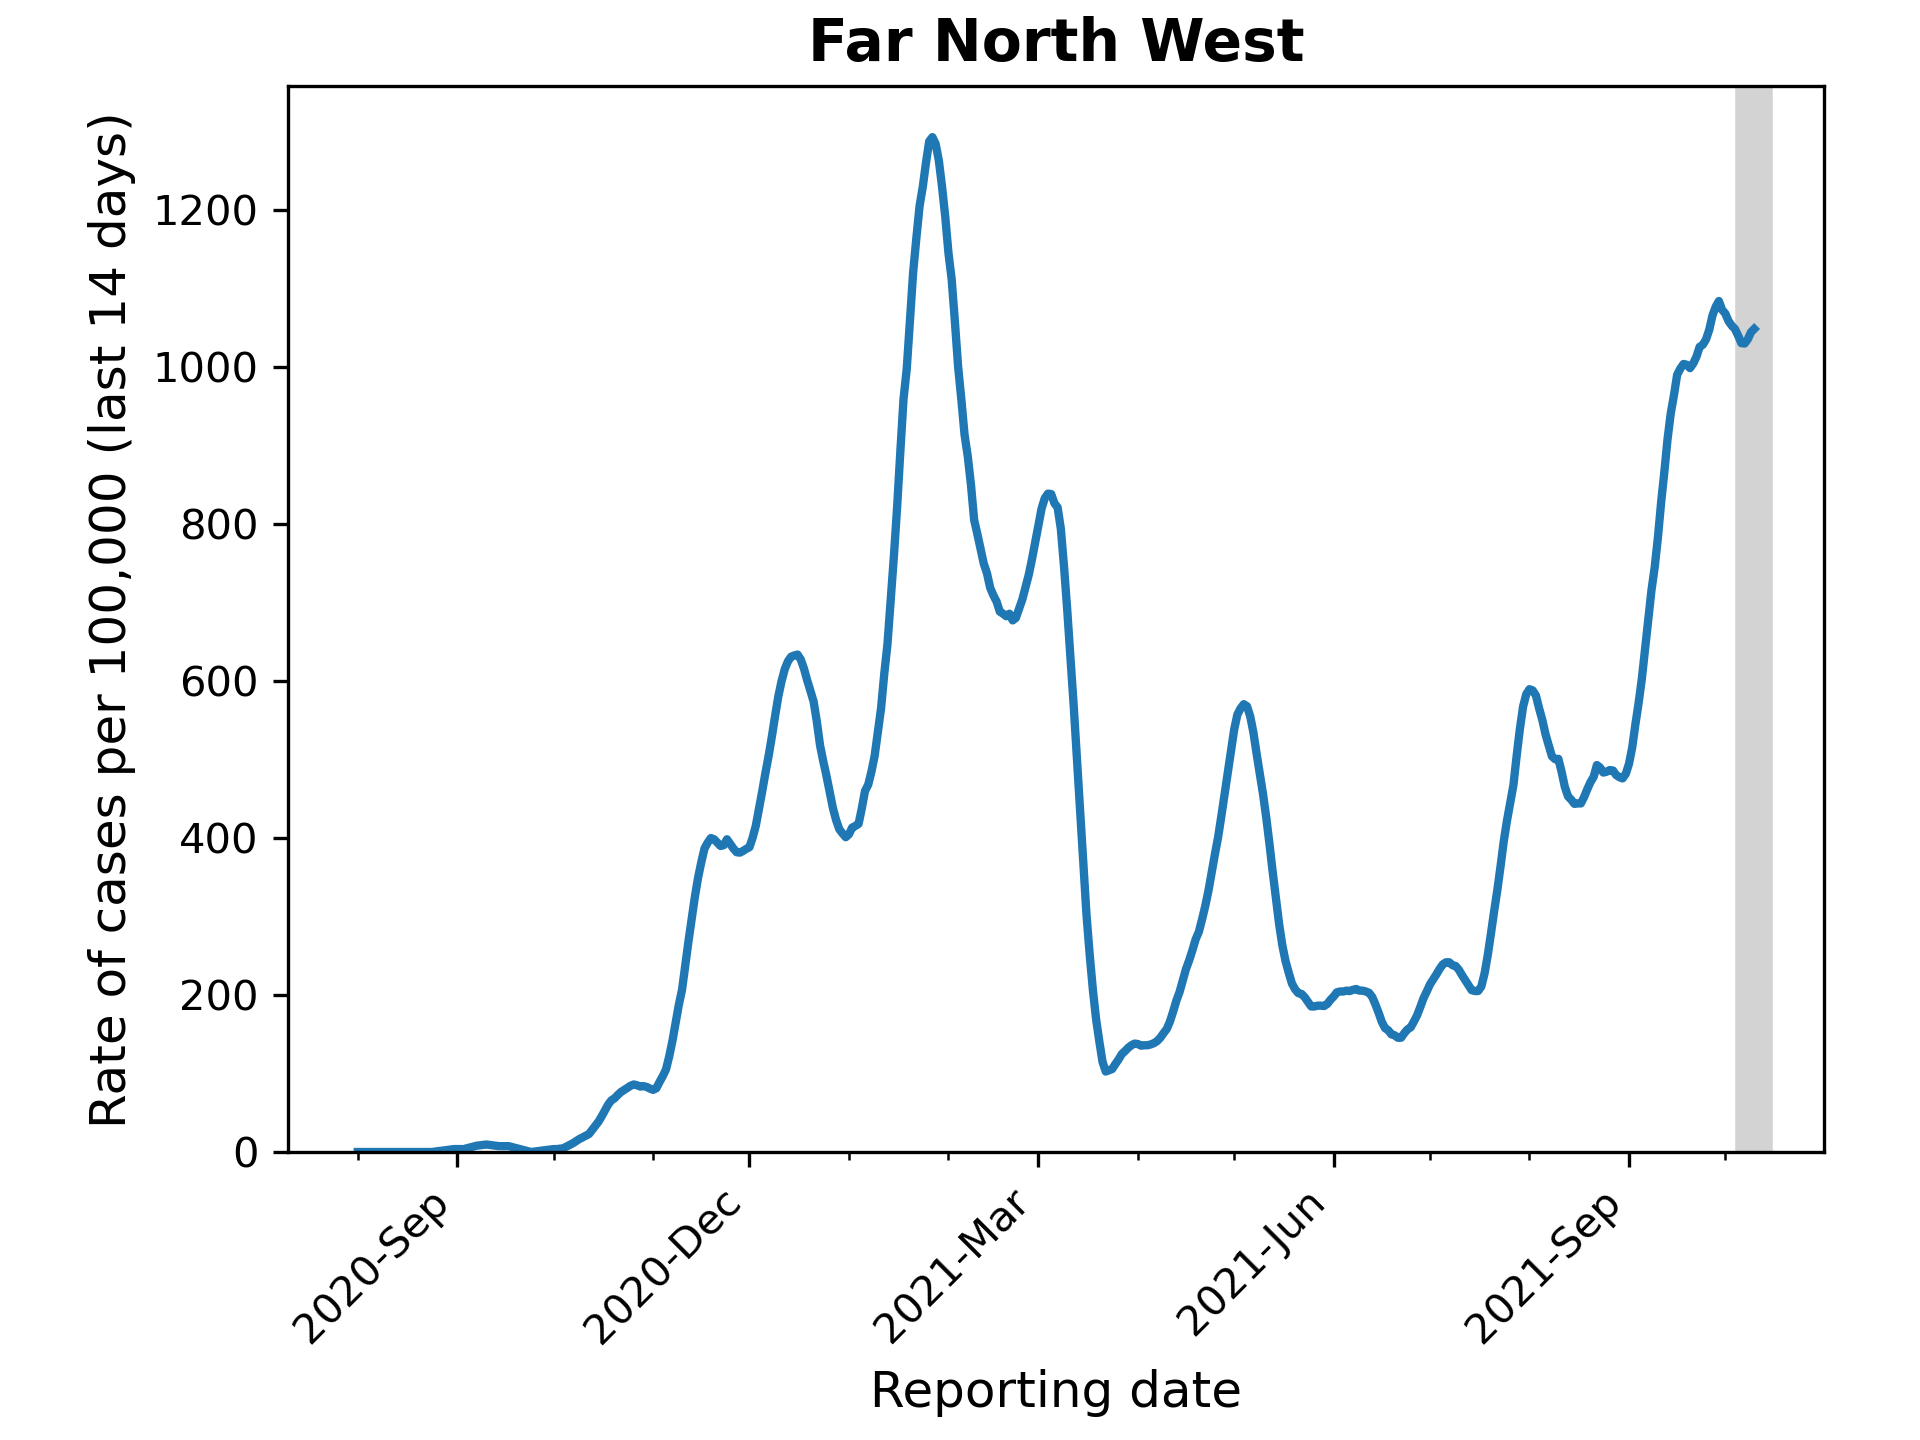 Far North West
Rate of cases per 100,000 (last 14 days)
1200
1000
800
600
400
200
0
2020-Sep
2020-Dec
2021-Mar
2021-Jun
2021-Sep
Reporting date